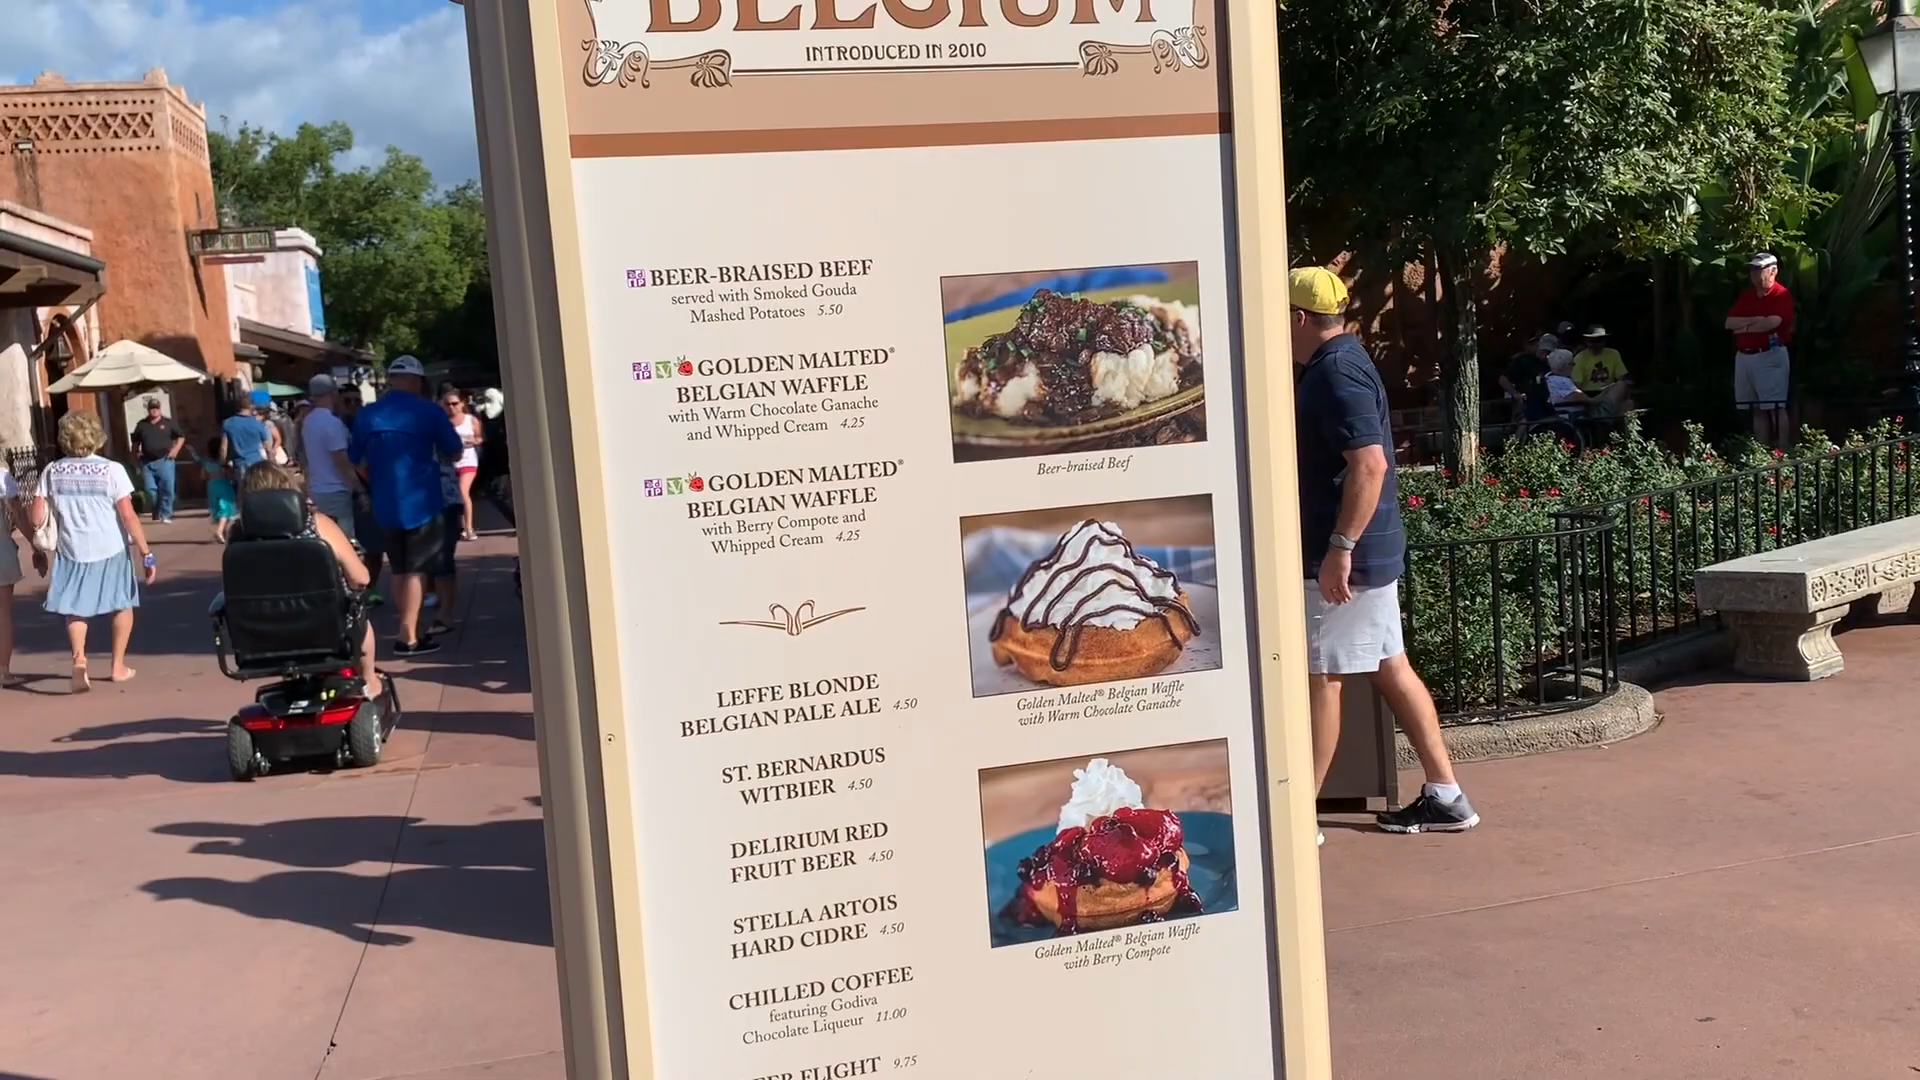 BELGIUM
INTRODUCED IN 2010
BEER-BRAISED BEEF
served with Smoked Gouda
Mashed Potatoes 5.50
GOLDEN MALTED®
BELGIAN WAFFLE
with Warm Chocolate Ganache
and Whipped Cream 4.25
GOLDEN MALTED®
BELGIAN WAFFLE
with Berry Compote and
Whipped Cream 4.25
LEFFE BLONDE
BELGIAN PALE ALE 4.50
ST. BERNARDUS
WITBIER 4.50
DELIRIUM RED
FRUIT BEER 4.50
STELLA ARTOIS
HARD CIDRE 4.50
CHILLED COFFEE
featuring Godiva
Chocolate Liqueur 11.00
FLIGHT 9.75
Beer-braised Beef
Golden Malted® Belgian Waffle
with Warm Chocolate Ganache
Golden Malted® Belgian Waffle
with Berry Compote